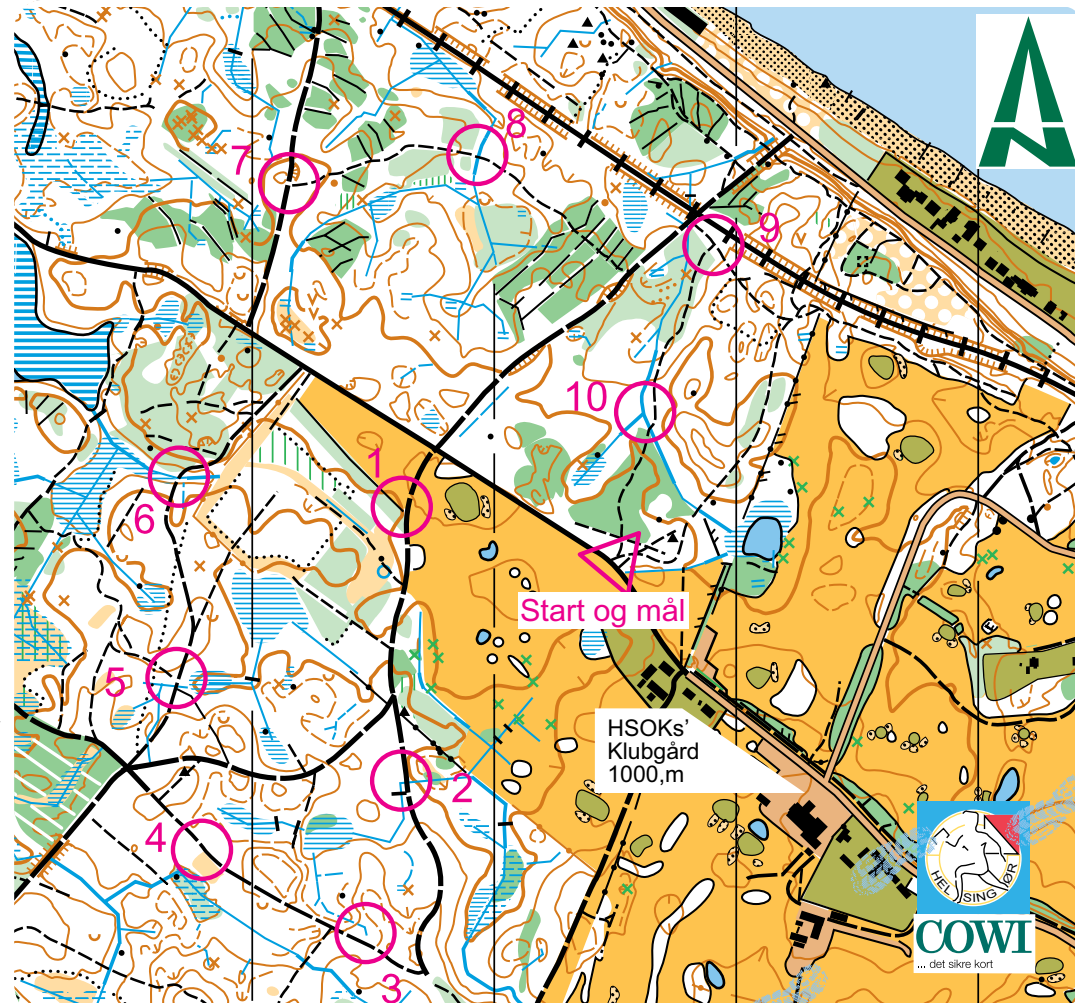 8
7
9
10
1
6
Start og mål
5
HSOKs'
Klubgård
1000,m
2
4
3
HELSINGØR
COWI
... det sikre kort